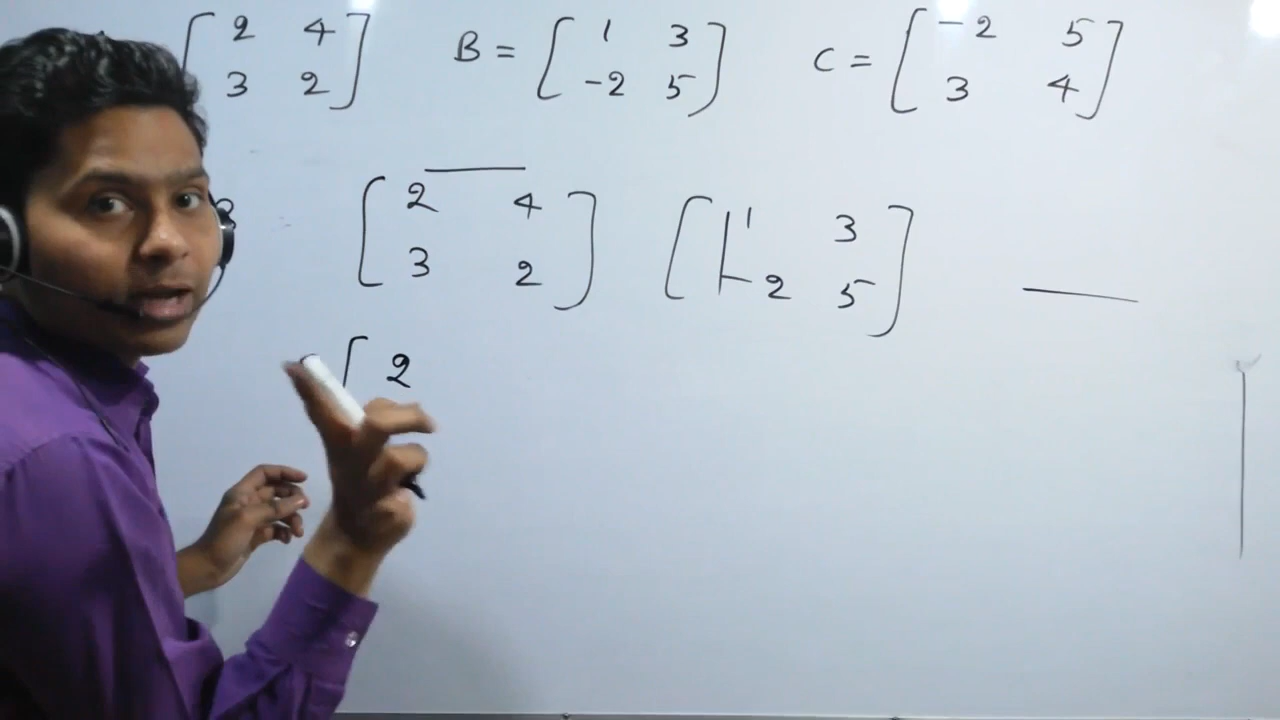 [ 2 4 ] B = [ 1 3 ] C = [ -2 5 ]
[ 3 2 ] [ -2 5 ] [ 3 4 ]
[ 2 4 ] [ 1 3 ]
[ 3 2 ] [ -2 5 ]
[ 2